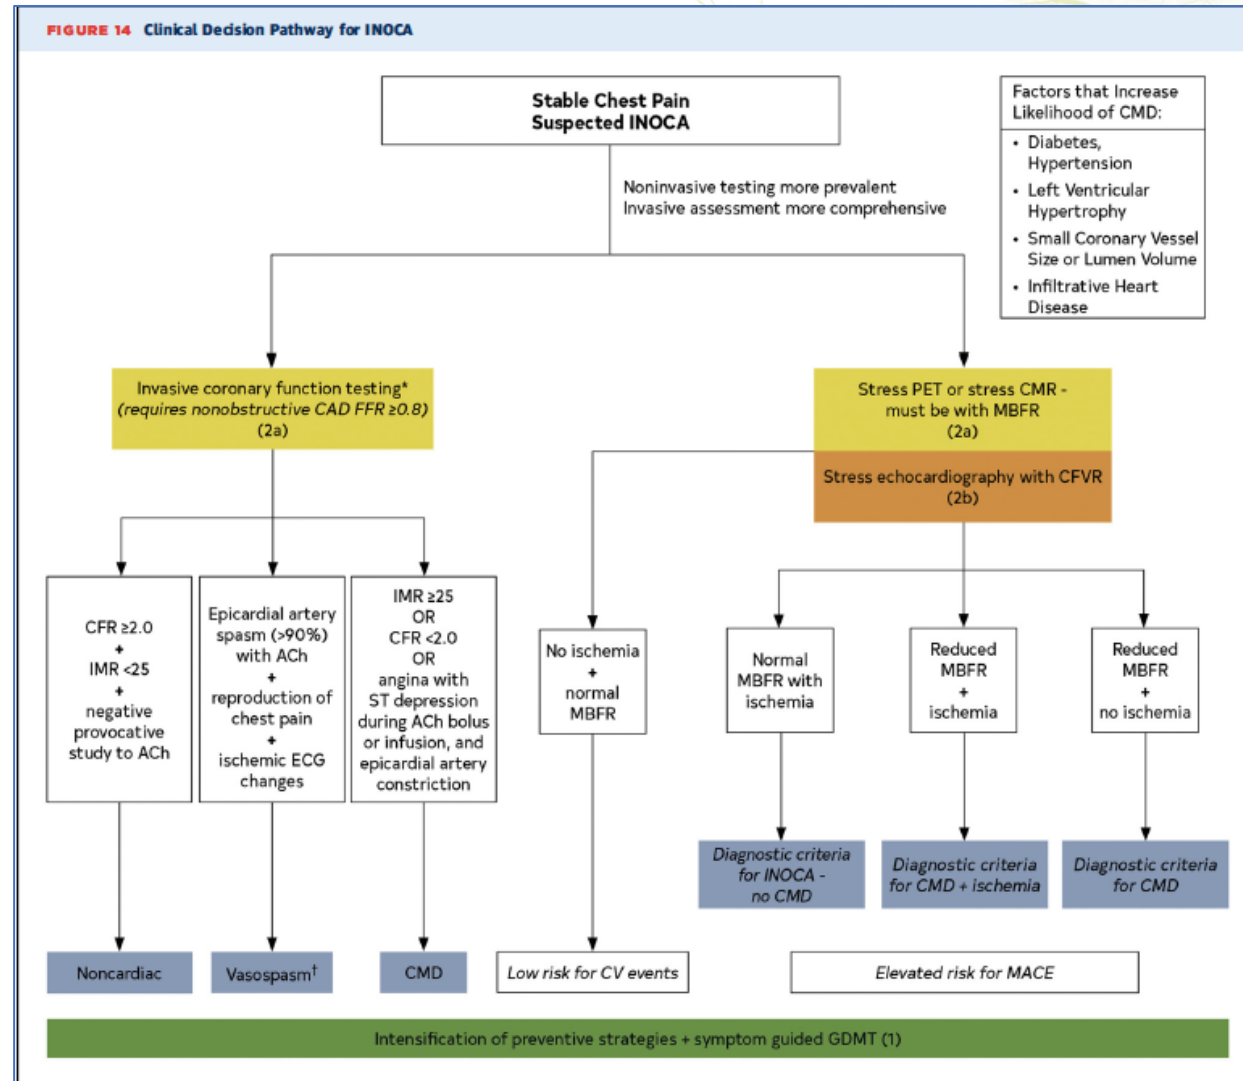 FIGURE 14 Clinical Decision Pathway for INOCA
Stable Chest Pain
Suspected INOCA
Factors that Increase
Likelihood of CMD:
• Diabetes,
Hypertension
• Left Ventricular
Hypertrophy
• Small Coronary Vessel
Size or Lumen Volume
• Infiltrative Heart
Disease
Noninvasive testing more prevalent
Invasive assessment more comprehensive
Invasive coronary function testing*
(requires nonobstructive CAD FFR ≥0.8)
(2a)
Stress PET or stress CMR -
must be with MBFR
(2a)
Stress echocardiography with CFVR
(2b)
CFR ≥2.0
+
IMR <25
+
negative
provocative
study to ACh
Epicardial artery
spasm (>90%)
with ACh
+
reproduction of
chest pain
+
ischemic ECG
changes
IMR ≥25
OR
CFR <2.0
OR
angina with
ST depression
during ACh bolus
or infusion, and
epicardial artery
constriction
No ischemia
+
normal
MBFR
Normal
MBFR with
ischemia
Reduced
MBFR
+
ischemia
Reduced
MBFR
+
no ischemia
Diagnostic criteria
for INOCA -
no CMD
Diagnostic criteria
for CMD + ischemia
Diagnostic criteria
for CMD
Noncardiac
Vasospasm†
CMD
Low risk for CV events
Elevated risk for MACE
Intensification of preventive strategies + symptom guided GDMT (1)